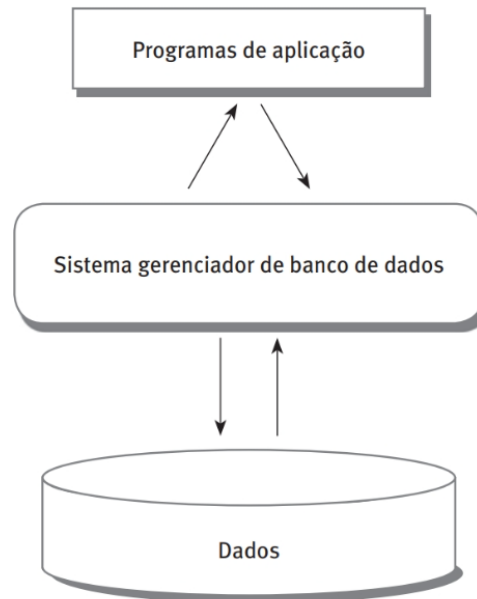 Programas de aplicação
Sistema gerenciador de banco de dados
Dados